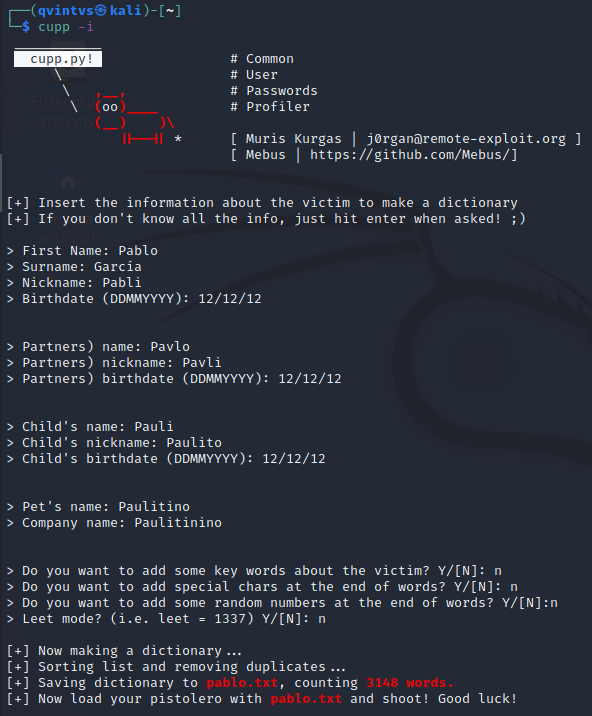 ┌──(qvintvs㉿kali)-[~]
└─$ cupp -i
cupp.py! # Common
\ # User
\ ,__, # Passwords
\ (oo)____ # Profiler
(__) )\
||--|| * [ Muris Kurgas | j0rgan@remote-exploit.org ]
[ Mebus | https://github.com/Mebus/]
[+] Insert the information about the victim to make a dictionary
[+] If you don't know all the info, just hit enter when asked! ;)
> First Name: Pablo
> Surname: García
> Nickname: Pabli
> Birthdate (DDMMYYYY): 12/12/12
> Partners) name: Pavlo
> Partners) nickname: Pavli
> Partners) birthdate (DDMMYYYY): 12/12/12
> Child's name: Pauli
> Child's nickname: Paulito
> Child's birthdate (DDMMYYYY): 12/12/12
> Pet's name: Paulitino
> Company name: Paulitinino
> Do you want to add some key words about the victim? Y/[N]: n
> Do you want to add special chars at the end of words? Y/[N]: n
> Do you want to add some random numbers at the end of words? Y/[N]:n
> Leet mode? (i.e. leet = 1337) Y/[N]: n
[+] Now making a dictionary...
[+] Sorting list and removing duplicates...
[+] Saving dictionary to pablo.txt, counting 3148 words.
[+] Now load your pistolero with pablo.txt and shoot! Good luck!